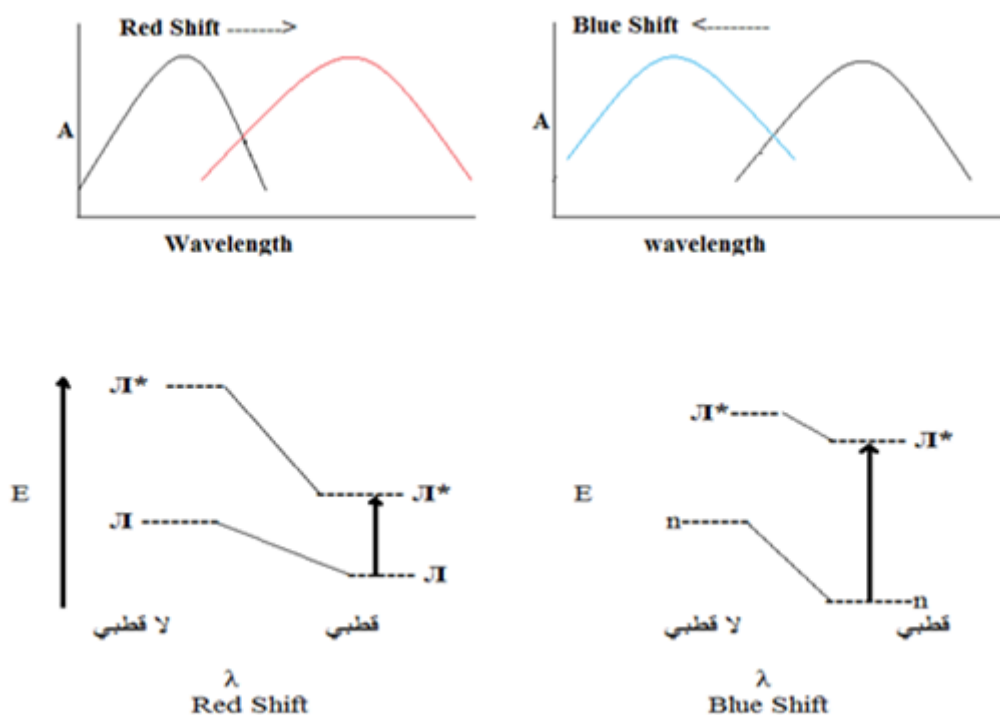 Red Shift ------>
A
Wavelength
Blue Shift <------
A
wavelength
E
Л*
Л
Л*
Л
لا قطبي
قطبي
λ
Red Shift
E
Л*
n
Л*
n
لا قطبي
قطبي
λ
Blue Shift